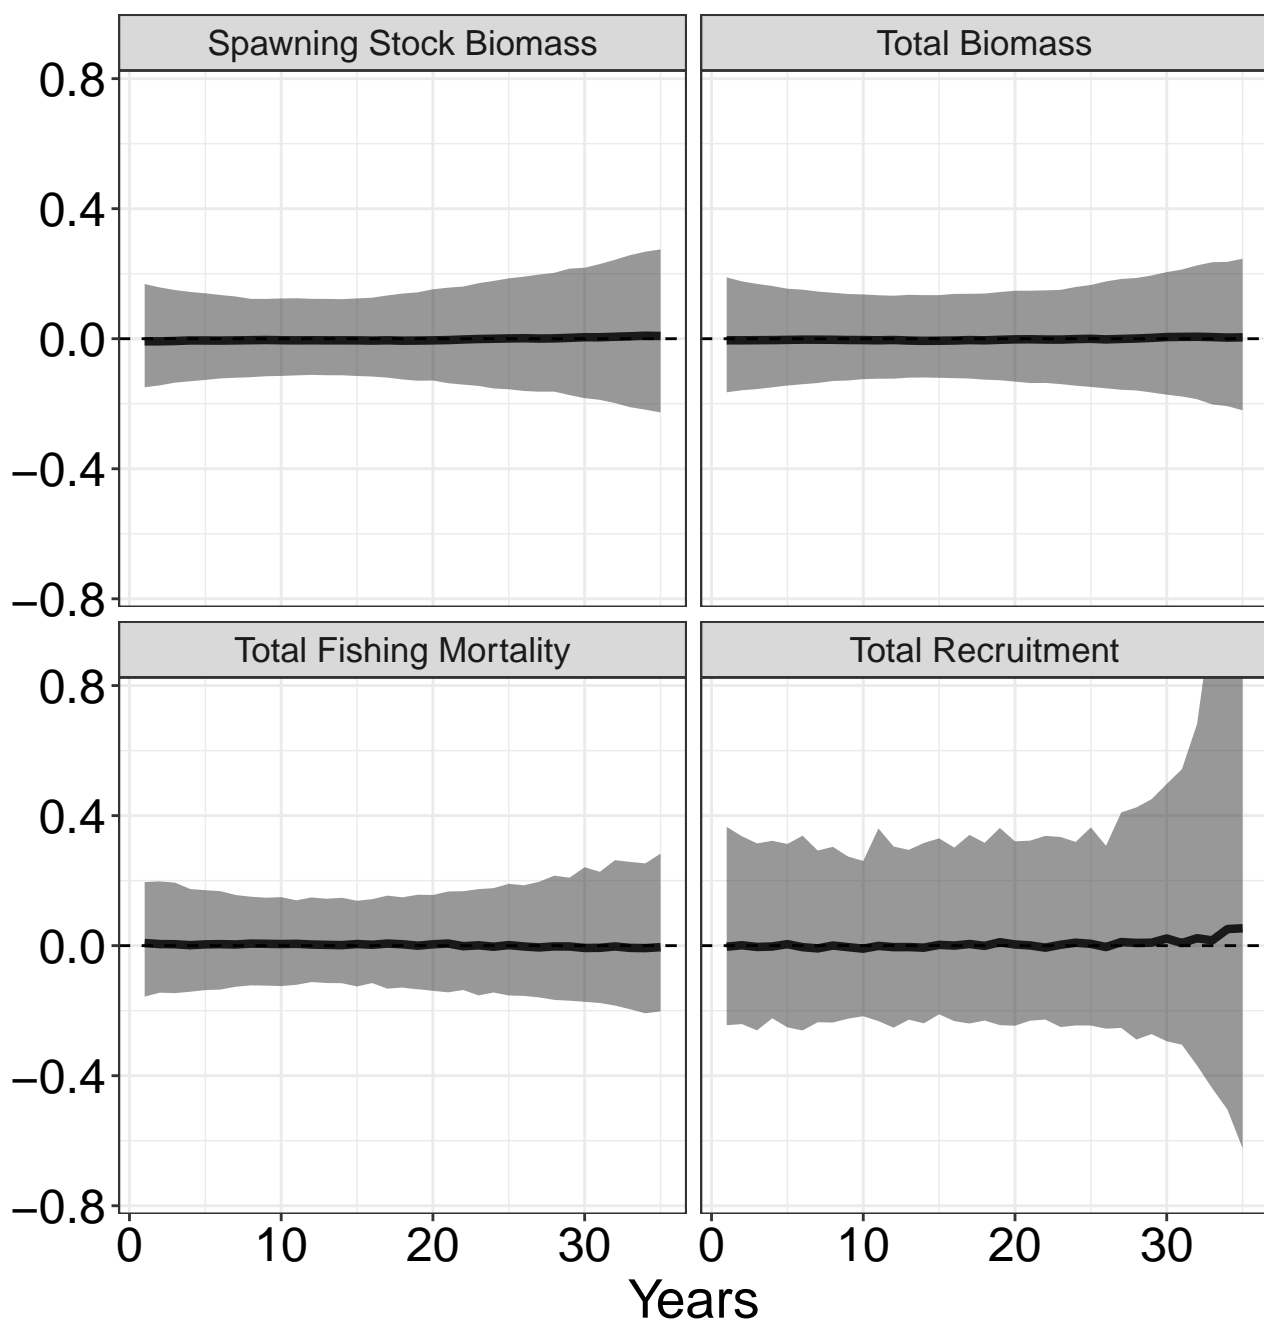 Spawning Stock Biomass
Total Biomass
0.8
0.4
0.0
−0.4
−0.8
Total Fishing Mortality
Total Recruitment
0.8
0.4
0.0
−0.4
−0.8
0 10 20 30 0 10 20 30
Years